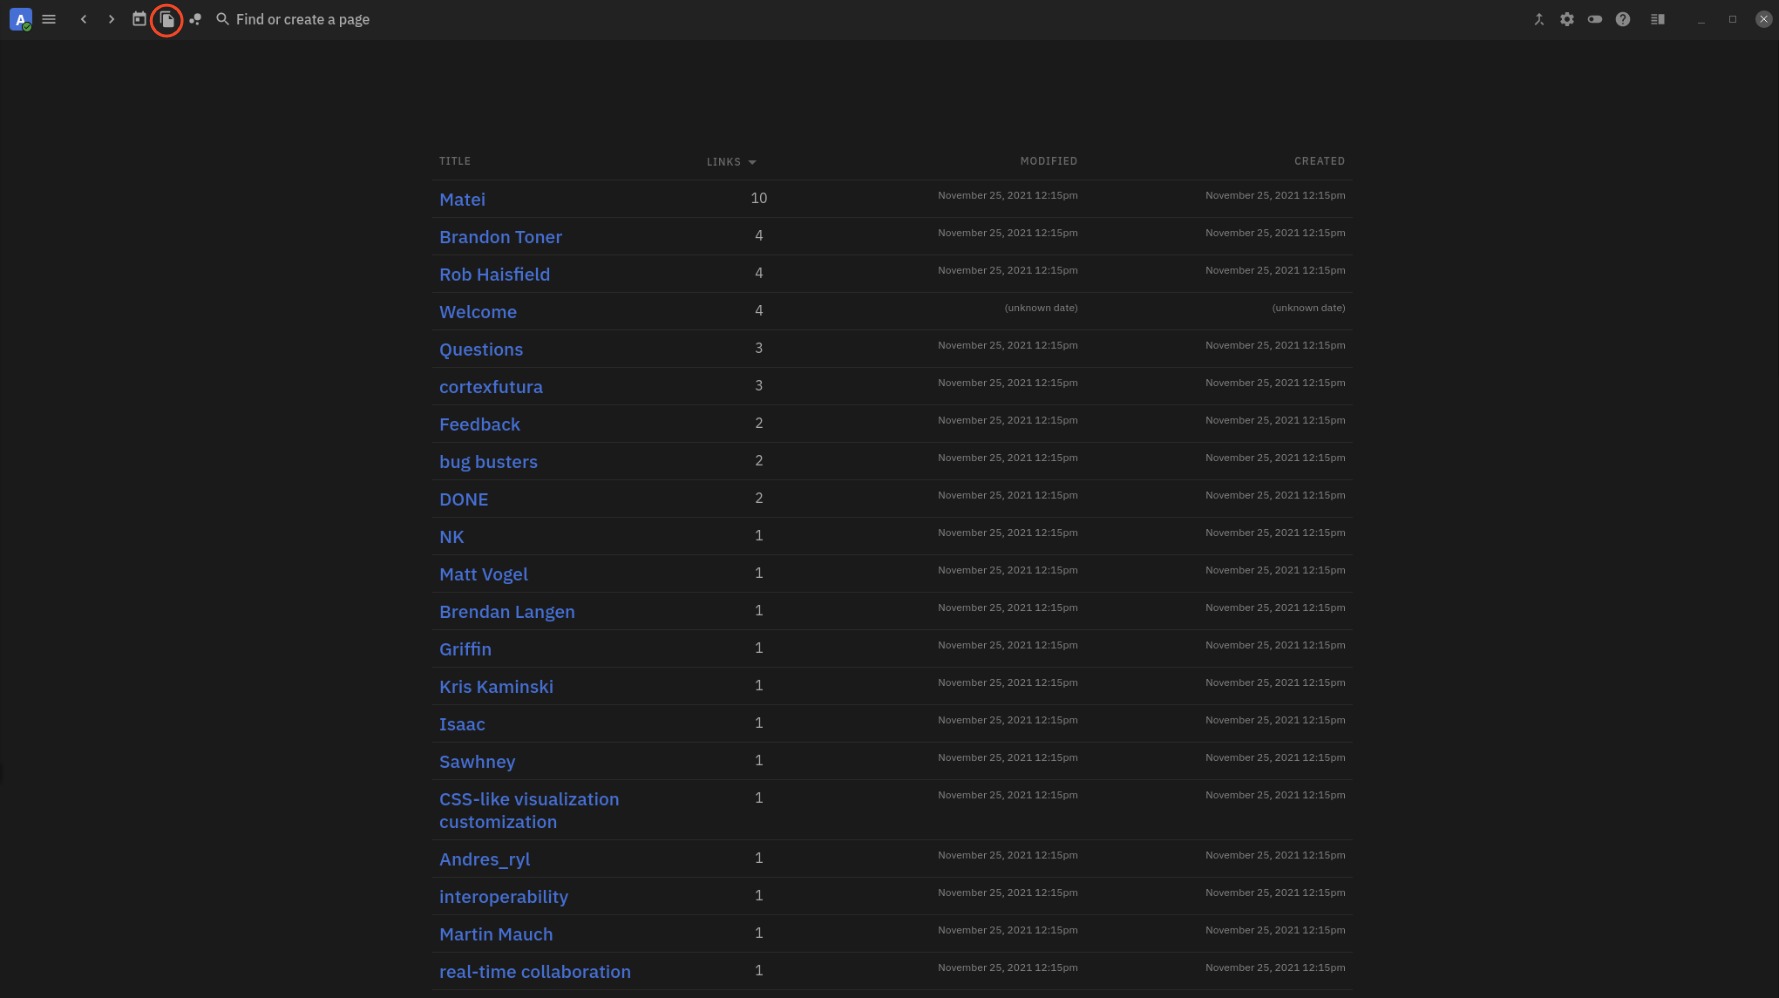 A
Find or create a page
TITLE LINKS MODIFIED CREATED
Matei 10 November 25, 2021 12:15pm November 25, 2021 12:15pm
Brandon Toner 4 November 25, 2021 12:15pm November 25, 2021 12:15pm
Rob Haisfield 4 November 25, 2021 12:15pm November 25, 2021 12:15pm
Welcome 4 (unknown date) (unknown date)
Questions 3 November 25, 2021 12:15pm November 25, 2021 12:15pm
cortexfutura 3 November 25, 2021 12:15pm November 25, 2021 12:15pm
Feedback 2 November 25, 2021 12:15pm November 25, 2021 12:15pm
bug busters 2 November 25, 2021 12:15pm November 25, 2021 12:15pm
DONE 2 November 25, 2021 12:15pm November 25, 2021 12:15pm
NK 1 November 25, 2021 12:15pm November 25, 2021 12:15pm
Matt Vogel 1 November 25, 2021 12:15pm November 25, 2021 12:15pm
Brendan Langen 1 November 25, 2021 12:15pm November 25, 2021 12:15pm
Griffin 1 November 25, 2021 12:15pm November 25, 2021 12:15pm
Kris Kaminski 1 November 25, 2021 12:15pm November 25, 2021 12:15pm
Isaac 1 November 25, 2021 12:15pm November 25, 2021 12:15pm
Sawhney 1 November 25, 2021 12:15pm November 25, 2021 12:15pm
CSS-like visualization 1 November 25, 2021 12:15pm November 25, 2021 12:15pm
customization
Andres_ryl 1 November 25, 2021 12:15pm November 25, 2021 12:15pm
interoperability 1 November 25, 2021 12:15pm November 25, 2021 12:15pm
Martin Mauch 1 November 25, 2021 12:15pm November 25, 2021 12:15pm
real-time collaboration 1 November 25, 2021 12:15pm November 25, 2021 12:15pm